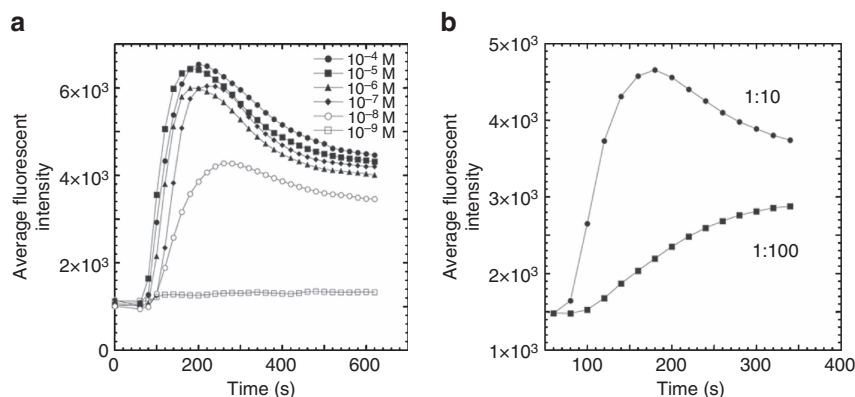 a
Average fluorescent
intensity
6×10³
4×10³
2×10³
0
0
200
400
600
Time (s)
10⁻⁴ M
10⁻⁵ M
10⁻⁶ M
10⁻⁷ M
10⁻⁸ M
10⁻⁹ M
b
Average fluorescent
intensity
5×10³
4×10³
3×10³
2×10³
1×10³
100
200
300
400
Time (s)
1:10
1:100